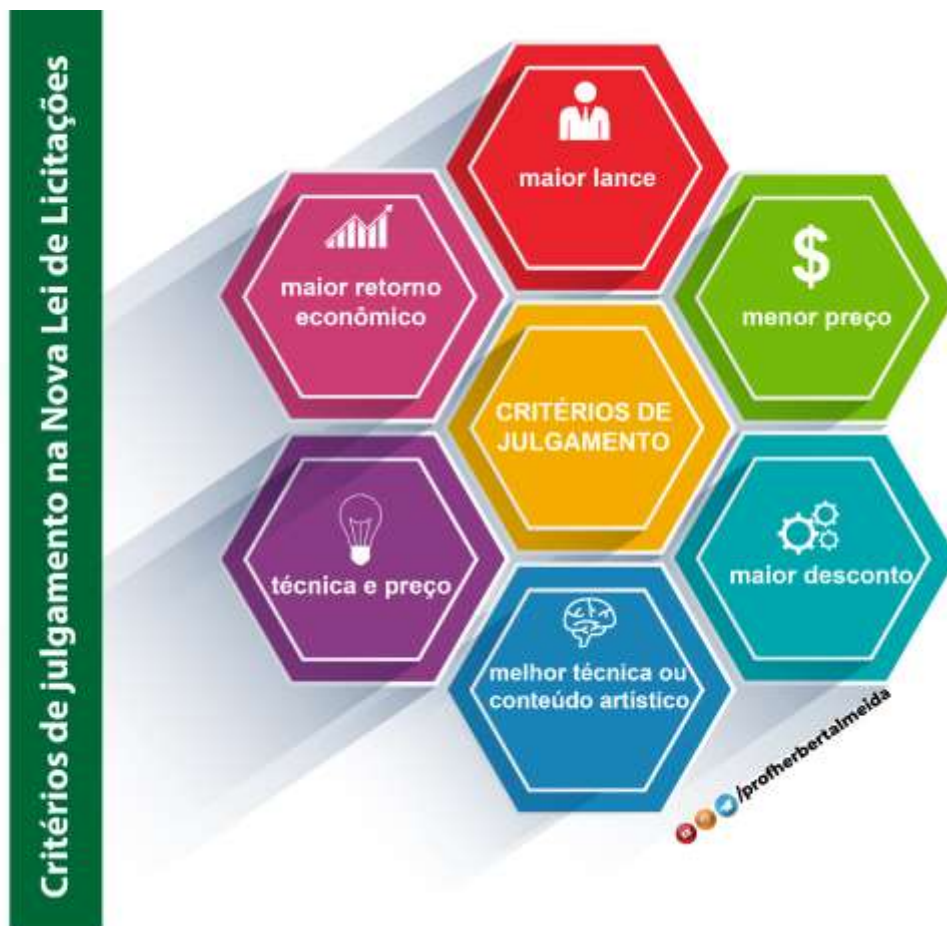 Critérios de julgamento na Nova Lei de Licitações
maior lance
maior retorno
econômico
$
menor preço
CRITÉRIOS DE
JULGAMENTO
técnica e preço
maior desconto
melhor técnica ou
conteúdo artístico
/profherbertalmeida